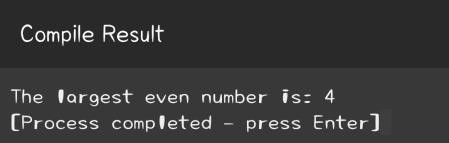 Compile Result
The largest even number is: 4
[Process completed - press Enter]